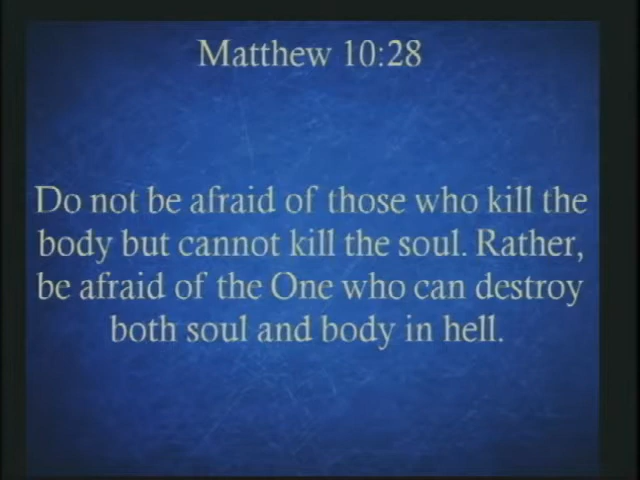 Matthew 10:28
Do not be afraid of those who kill the
body but cannot kill the soul. Rather,
be afraid of the One who can destroy
both soul and body in hell.